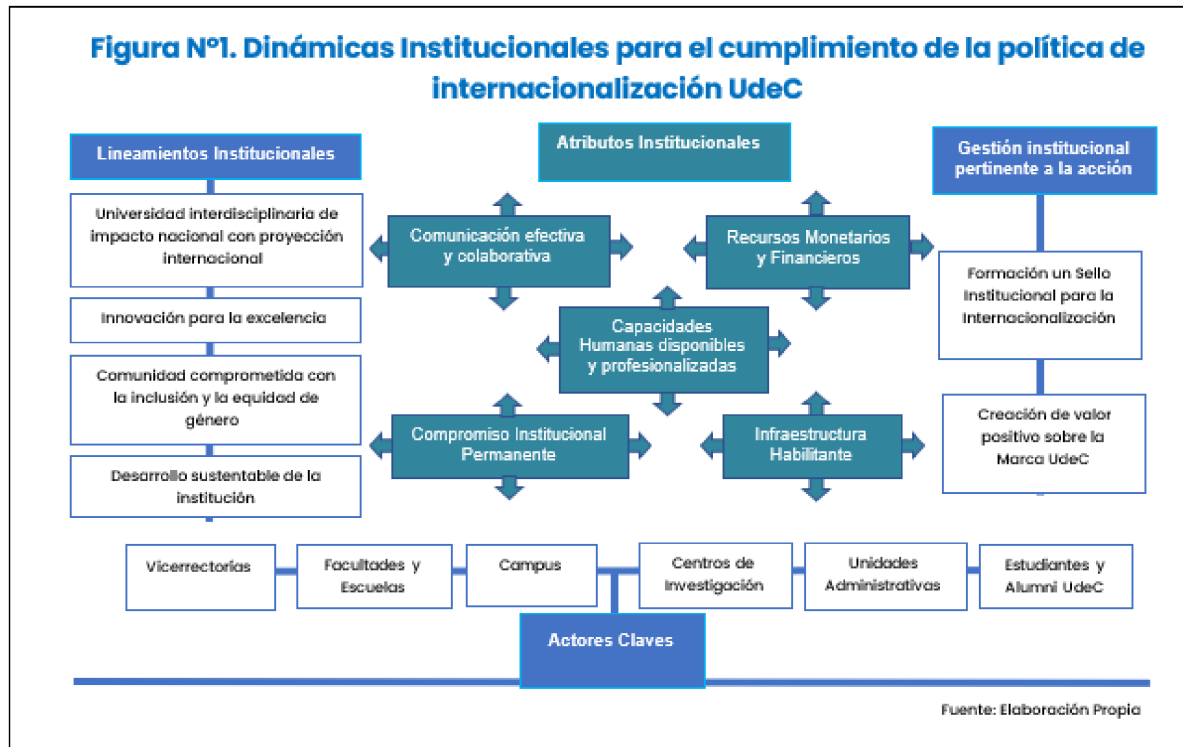 Figura N°1. Dinámicas Institucionales para el cumplimiento de la política de
internacionalización UdeC
Lineamientos Institucionales
Universidad interdisciplinaria de
impacto nacional con proyección
internacional
Innovación para la excelencia
Comunidad comprometida con
la inclusión y la equidad de
género
Desarrollo sustentable de la
institución
Atributos Institucionales
Comunicación efectiva
y colaborativa
Recursos Monetarios
y Financieros
Capacidades
Humanas disponibles
y profesionalizadas
Compromiso Institucional
Permanente
Infraestructura
Habilitante
Gestión institucional
pertinente a la acción
Formación un Sello
Institucional para la
Internacionalización
Creación de valor
positivo sobre la
Marca UdeC
Vicerrectorías
Facultades y
Escuelas
Campus
Centros de
Investigación
Unidades
Administrativas
Estudiantes y
Alumni UdeC
Actores Claves
Fuente: Elaboración Propia